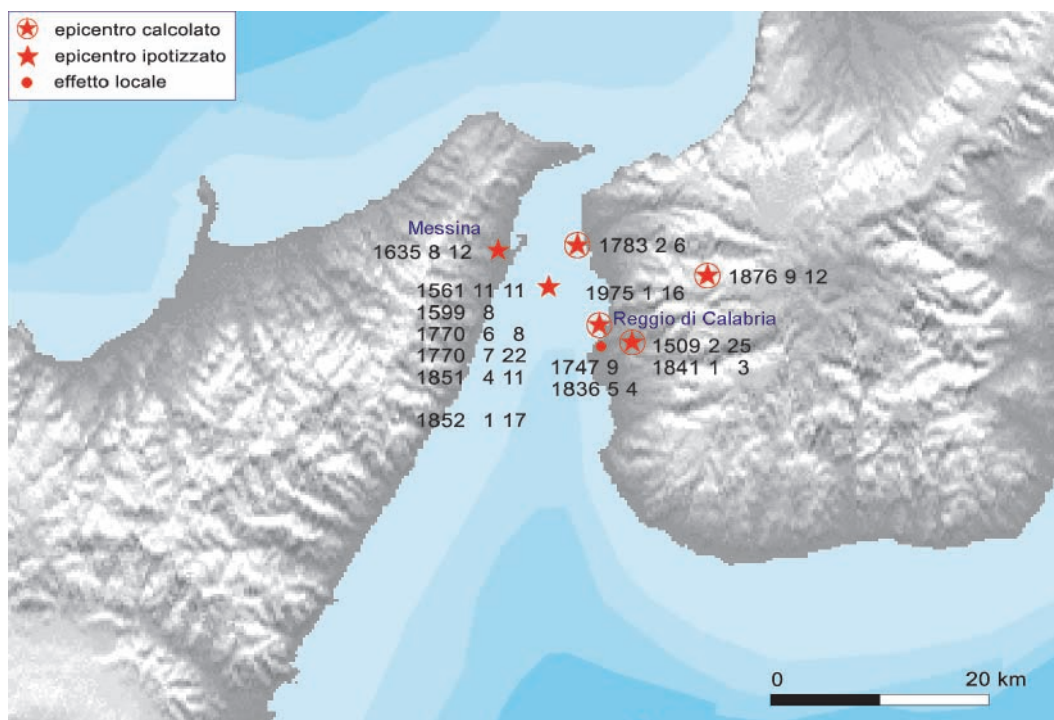 epicentro calcolato
epicentro ipotizzato
effetto locale
Messina
1635 8 12
1783 2 6
1876 9 12
1561 11 11
1975 1 16
1599 8
Reggio di Calabria
1770 6 8
1509 2 25
1770 7 22
1747 9
1841 1 3
1851 4 11
1836 5 4
1852 1 17
0 20 km